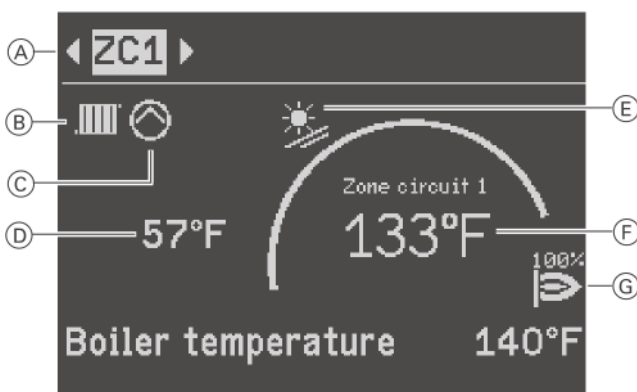 A
ZC1
B
E
C
Zone circuit 1
D
57°F
133°F
F
100%
G
Boiler temperature 140°F